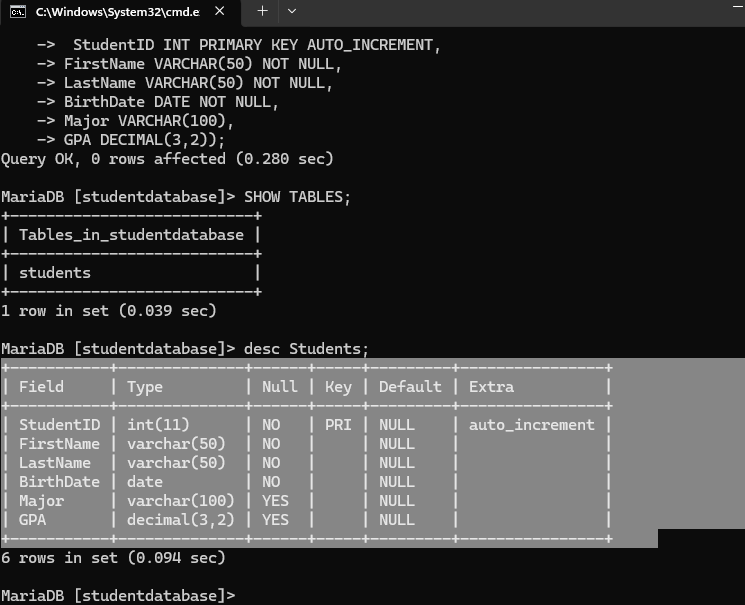 C:\Windows\System32\cmd.e
    ->  StudentID INT PRIMARY KEY AUTO_INCREMENT,
    -> FirstName VARCHAR(50) NOT NULL,
    -> LastName VARCHAR(50) NOT NULL,
    -> BirthDate DATE NOT NULL,
    -> Major VARCHAR(100),
    -> GPA DECIMAL(3,2));
Query OK, 0 rows affected (0.280 sec)
MariaDB [studentdatabase]> SHOW TABLES;
+---------------------------+
| Tables_in_studentdatabase |
+---------------------------+
| students                  |
+---------------------------+
1 row in set (0.039 sec)
MariaDB [studentdatabase]> desc Students;
+-----------+--------------+------+-----+---------+----------------+
| Field     | Type         | Null | Key | Default | Extra          |
+-----------+--------------+------+-----+---------+----------------+
| StudentID | int(11)      | NO   | PRI | NULL    | auto_increment |
| FirstName | varchar(50)  | NO   |     | NULL    |                |
| LastName  | varchar(50)  | NO   |     | NULL    |                |
| BirthDate | date         | NO   |     | NULL    |                |
| Major     | varchar(100) | YES  |     | NULL    |                |
| GPA       | decimal(3,2) | YES  |     | NULL    |                |
+-----------+--------------+------+-----+---------+----------------+
6 rows in set (0.094 sec)
MariaDB [studentdatabase]>